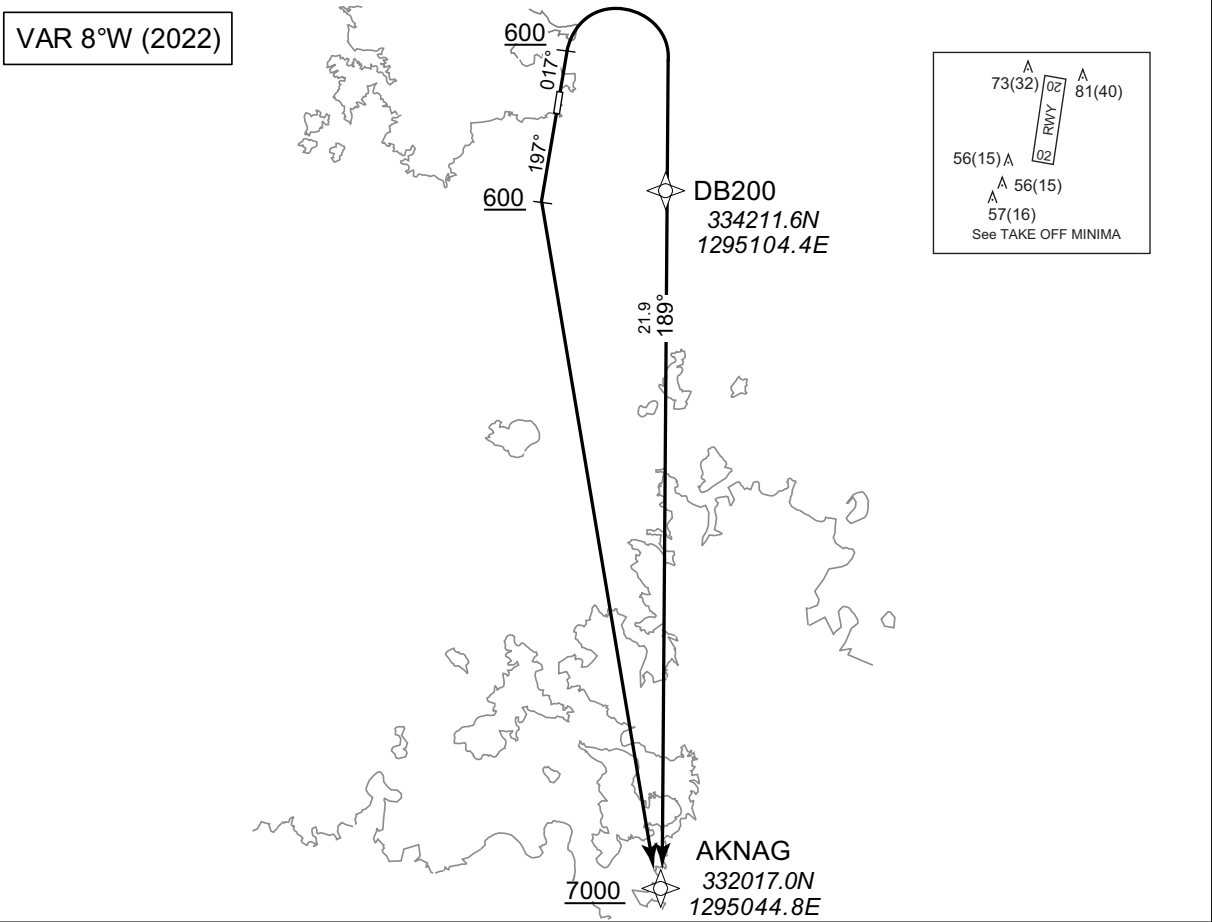 VAR 8°W (2022)
600
017°
197°
600
DB200
334211.6N
1295104.4E
21.9
189°
AKNAG
332017.0N
1295044.8E
7000
73(32)
20
81(40)
RWY
02
56(15)
56(15)
57(16)
See TAKE OFF MINIMA